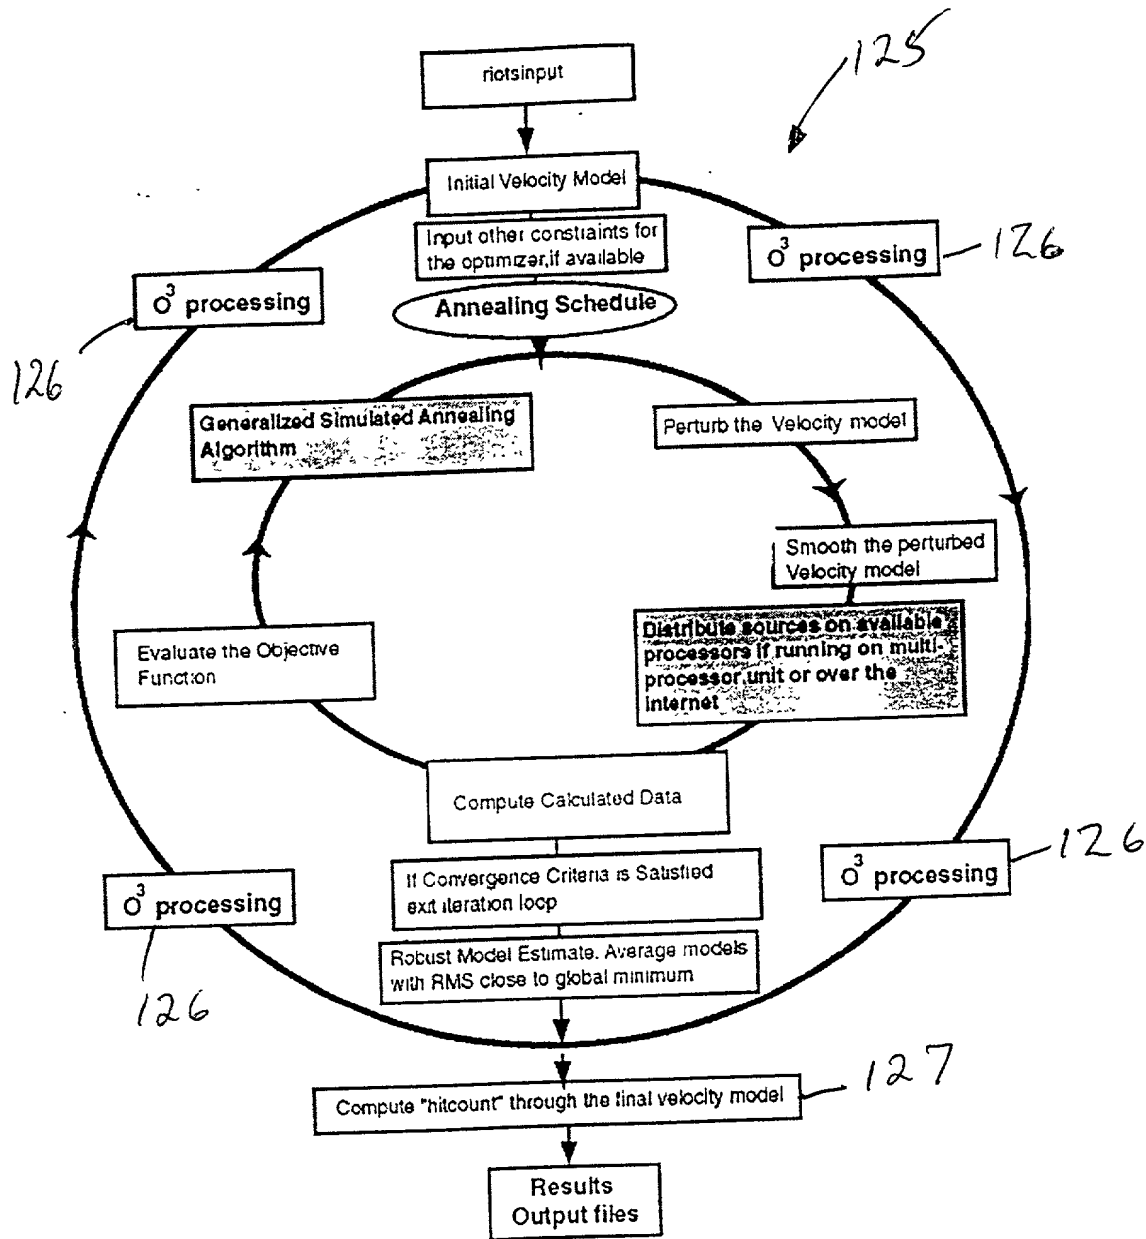 riotsinput
125
Initial Velocity Model
Input other constraints for
the optimizer,if available
O³ processing
126
O³ processing
126
Annealing Schedule
Generalized Simulated Annealing
Algorithm
Perturb the Velocity model
Smooth the perturbed
Velocity model
Distribute sources on available
processors if running on multi-
processor unit or over the
internet
Evaluate the Objective
Function
Compute Calculated Data
If Convergence Criteria is Satisfied
exit iteration loop
O³ processing
126
O³ processing
126
Robust Model Estimate. Average models
with RMS close to global minimum
Compute "hitcount" through the final velocity model
127
Results
Output files